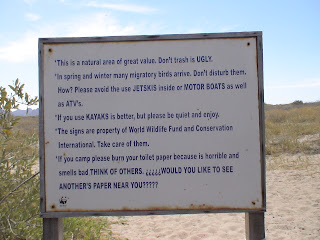 *This is a natural area of great value. Don't trash is UGLY.
*In spring and winter many migratory birds arrive. Don't disturb them.
How? Please avoid the use JETSKIS inside or MOTOR BOATS as well
as ATV's.
*If you use KAYAKS is better, but please be quiet and enjoy.
*The signs are property of World Wildlife Fund and Conservation
International. Take care of them.
*If you camp please burn your toilet paper because is horrible and
smells bad THINK OF OTHERS. ¿¿¿¿¿WOULD YOU LIKE TO SEE
ANOTHER'S PAPER NEAR YOU?????